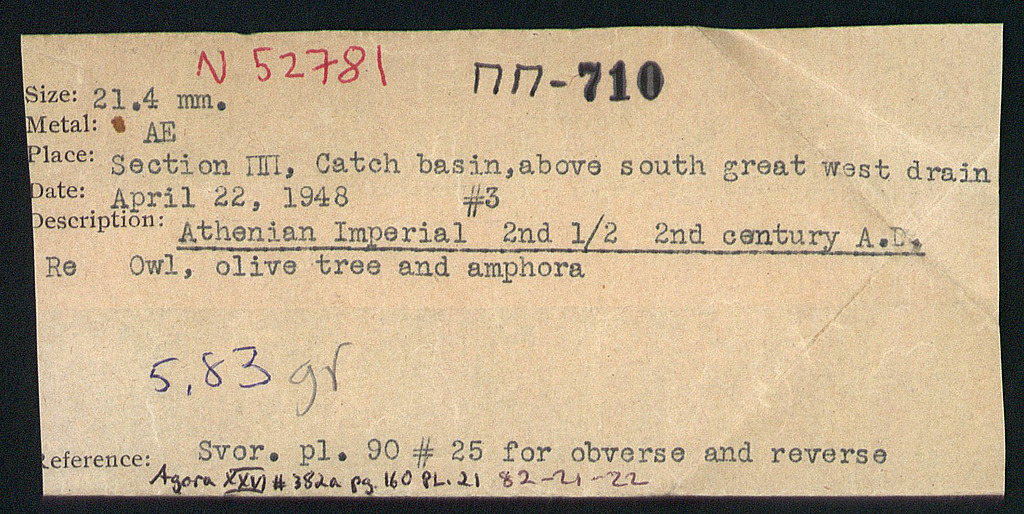 N 52781 ΠΠ-710
Size: 21.4 mm.
Metal: AE
Place: Section ΠΠ, Catch basin,above south great west drain
Date: April 22, 1948 #3
Description: Athenian Imperial 2nd 1/2 2nd century A.D.
Re Owl, olive tree and amphora
5,83 gr
Reference: Svor. pl. 90 # 25 for obverse and reverse
Agora XXVI # 382a pg. 160 PL. 21 82-21-22